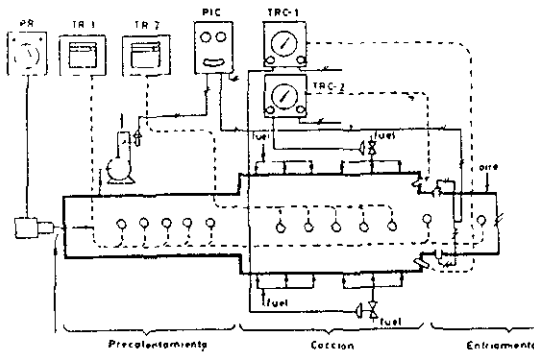 PR
TR 1
TR 2
PIC
TRC-1
TRC-2
fuel
fuel
aire
fuel
fuel
Precalentamiento
Coccion
Enfriamiento